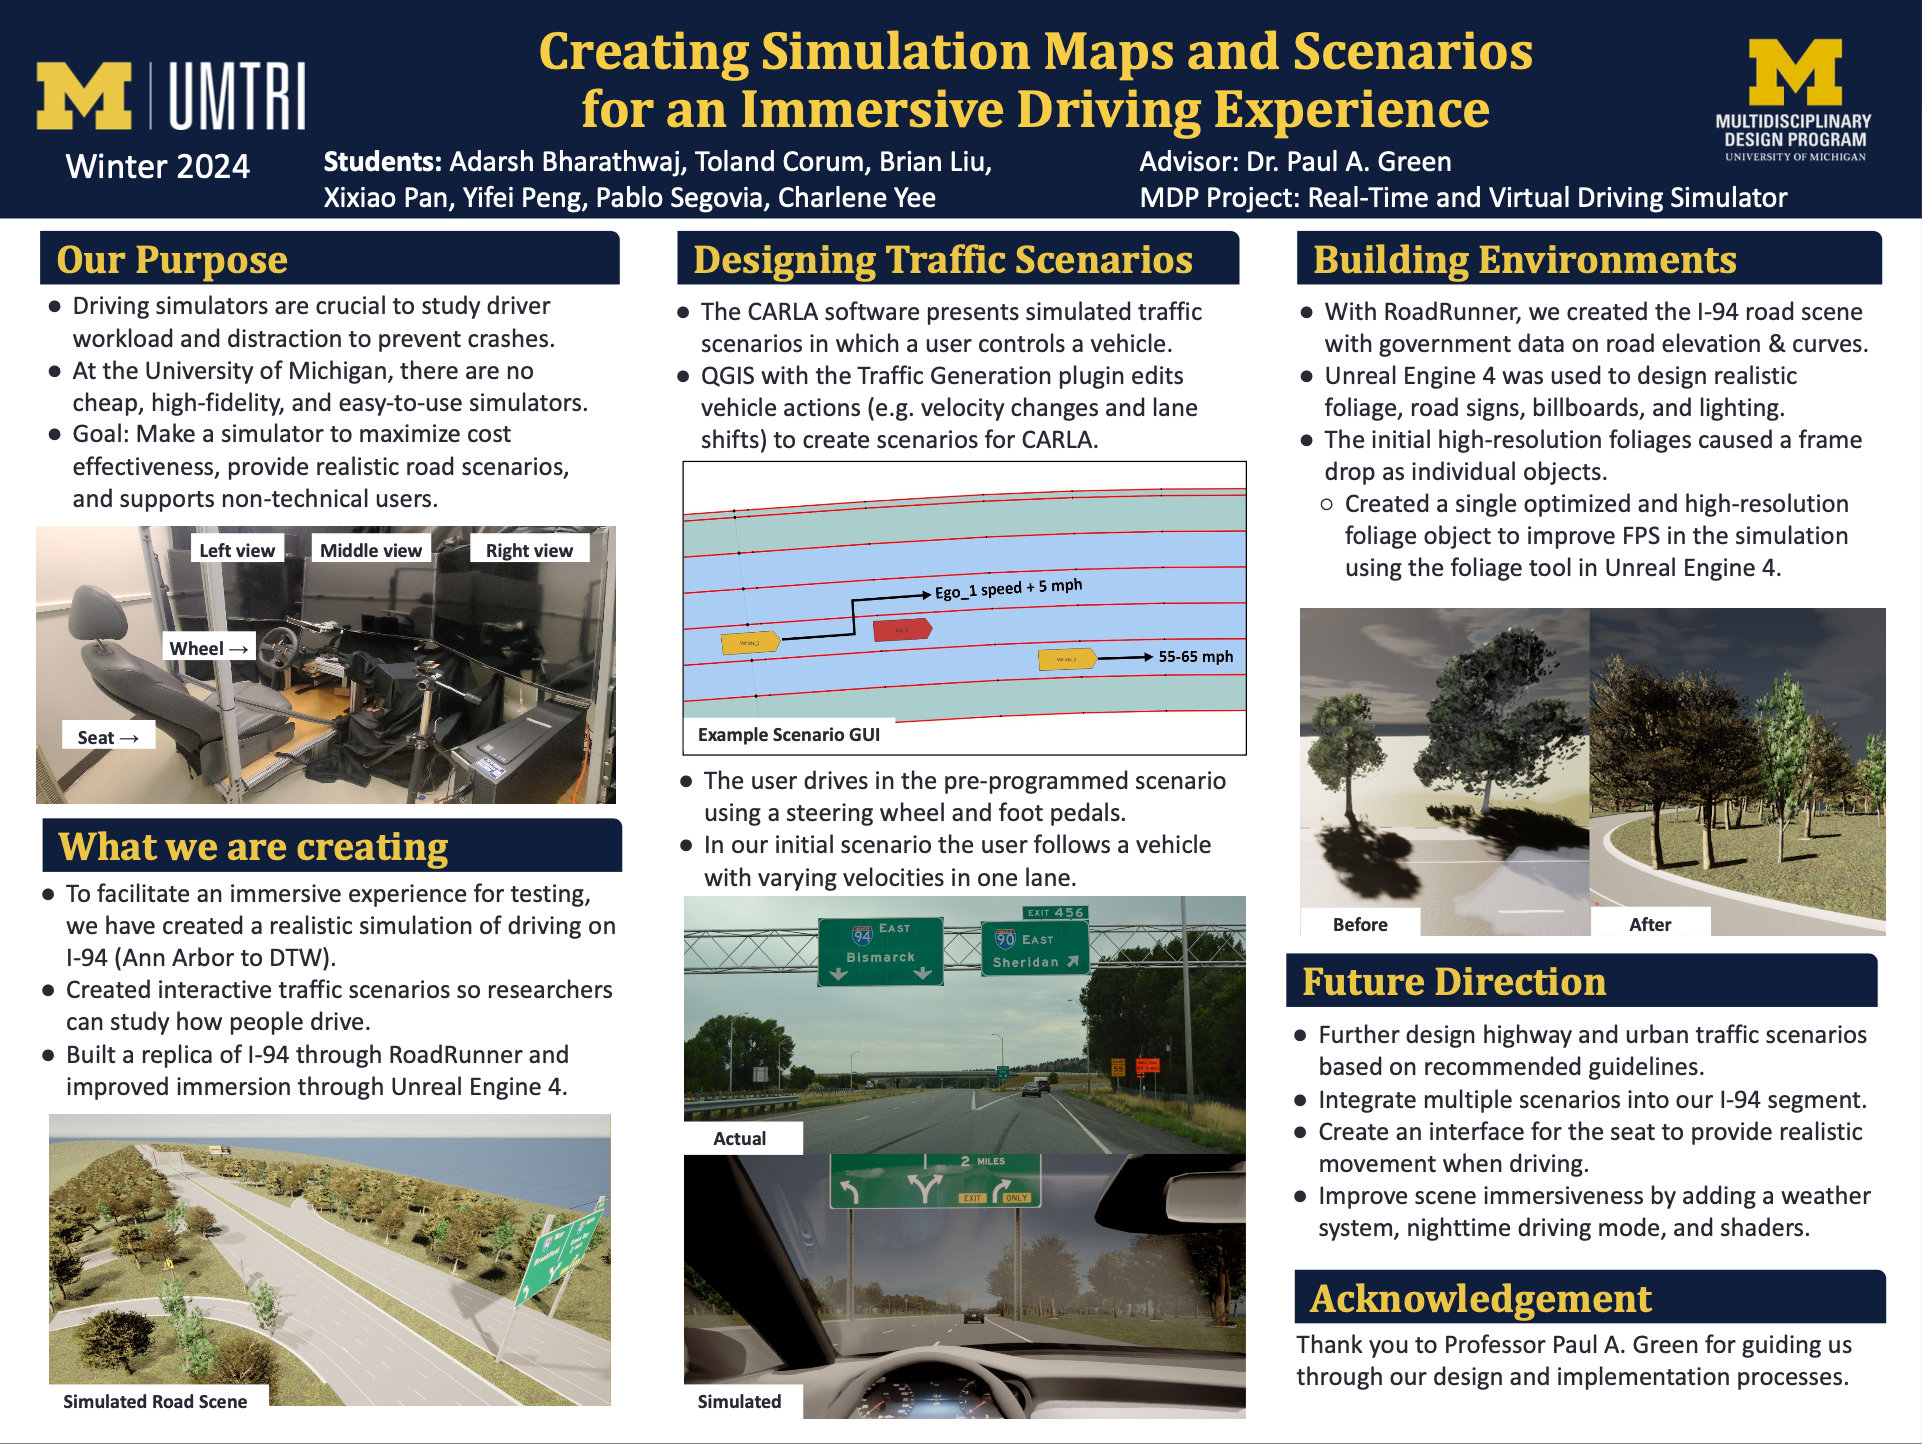 M | UMTRI
Winter 2024
Creating Simulation Maps and Scenarios
for an Immersive Driving Experience
Students: Adarsh Bharathwaj, Toland Corum, Brian Liu,
Xixiao Pan, Yifei Peng, Pablo Segovia, Charlene Yee
Advisor: Dr. Paul A. Green
MDP Project: Real-Time and Virtual Driving Simulator
M
MULTIDISCIPLINARY
DESIGN PROGRAM
UNIVERSITY OF MICHIGAN
Our Purpose
● Driving simulators are crucial to study driver
workload and distraction to prevent crashes.
● At the University of Michigan, there are no
cheap, high-fidelity, and easy-to-use simulators.
● Goal: Make a simulator to maximize cost
effectiveness, provide realistic road scenarios,
and supports non-technical users.
Left view
Middle view
Right view
Wheel →
Seat →
What we are creating
● To facilitate an immersive experience for testing,
we have created a realistic simulation of driving on
I-94 (Ann Arbor to DTW).
● Created interactive traffic scenarios so researchers
can study how people drive.
● Built a replica of I-94 through RoadRunner and
improved immersion through Unreal Engine 4.
Simulated Road Scene
Designing Traffic Scenarios
● The CARLA software presents simulated traffic
scenarios in which a user controls a vehicle.
● QGIS with the Traffic Generation plugin edits
vehicle actions (e.g. velocity changes and lane
shifts) to create scenarios for CARLA.
Ego_1 speed + 5 mph
55-65 mph
Example Scenario GUI
● The user drives in the pre-programmed scenario
using a steering wheel and foot pedals.
● In our initial scenario the user follows a vehicle
with varying velocities in one lane.
EXIT 456
94 EAST
Bismarck
90 EAST
Sheridan
Actual
2 MILES
EXIT ONLY
Simulated
Building Environments
● With RoadRunner, we created the I-94 road scene
with government data on road elevation & curves.
● Unreal Engine 4 was used to design realistic
foliage, road signs, billboards, and lighting.
● The initial high-resolution foliages caused a frame
drop as individual objects.
○ Created a single optimized and high-resolution
foliage object to improve FPS in the simulation
using the foliage tool in Unreal Engine 4.
Before
After
Future Direction
● Further design highway and urban traffic scenarios
based on recommended guidelines.
● Integrate multiple scenarios into our I-94 segment.
● Create an interface for the seat to provide realistic
movement when driving.
● Improve scene immersiveness by adding a weather
system, nighttime driving mode, and shaders.
Acknowledgement
Thank you to Professor Paul A. Green for guiding us
through our design and implementation processes.